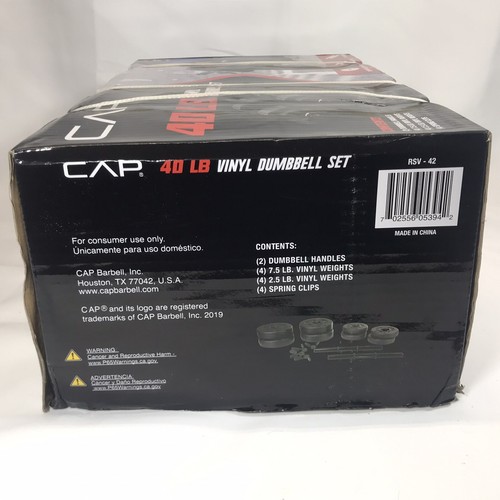 CAP
40 LB
CAP® 40 LB VINYL DUMBBELL SET
RSV - 42
7 02556 05394 2
MADE IN CHINA
For consumer use only.
Únicamente para uso doméstico.
CAP Barbell, Inc.
Houston, TX 77042, U.S.A.
www.capbarbell.com
CAP® and its logo are registered
trademarks of CAP Barbell, Inc. 2019
CONTENTS:
(2) DUMBBELL HANDLES
(4) 7.5 LB. VINYL WEIGHTS
(4) 2.5 LB. VINYL WEIGHTS
(4) SPRING CLIPS
WARNING:
Cancer and Reproductive Harm -
www.P65Warnings.ca.gov
ADVERTENCIA:
Cáncer y Daño Reproductivo
www.P65Warnings.ca.gov